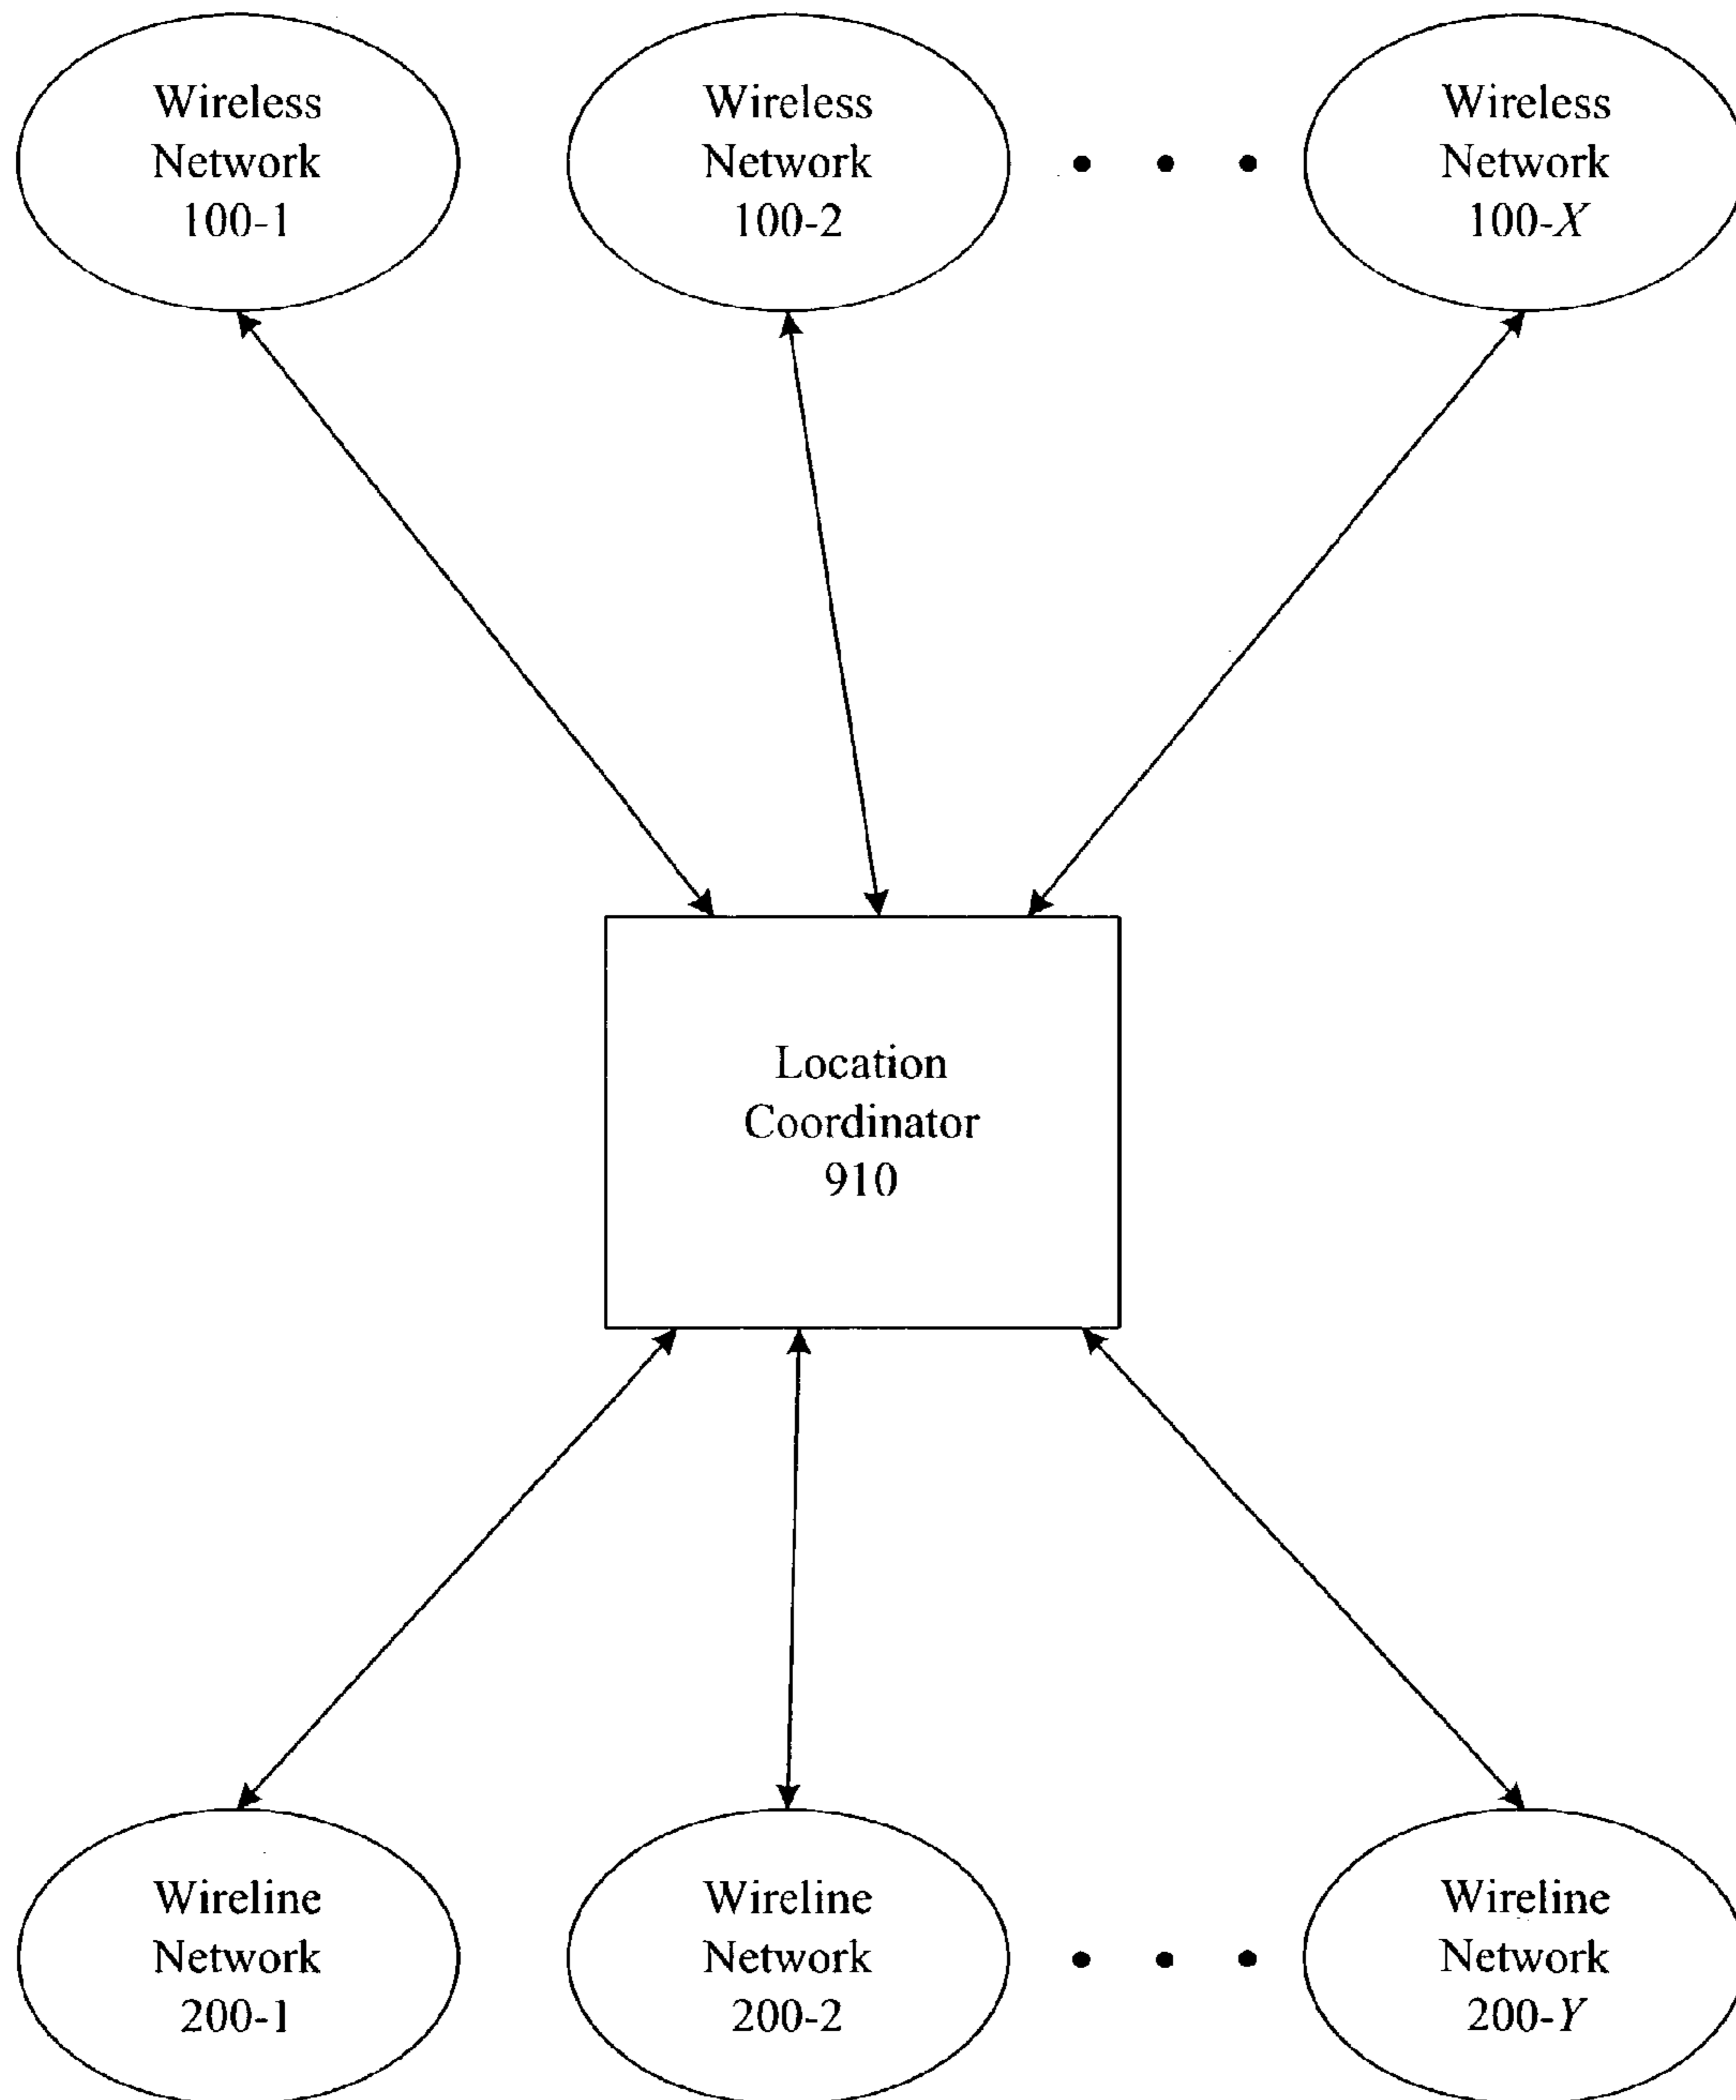 Wireless
Network
100-1
Wireless
Network
100-2
Wireless
Network
100-X
Location
Coordinator
910
Wireline
Network
200-1
Wireline
Network
200-2
Wireline
Network
200-Y